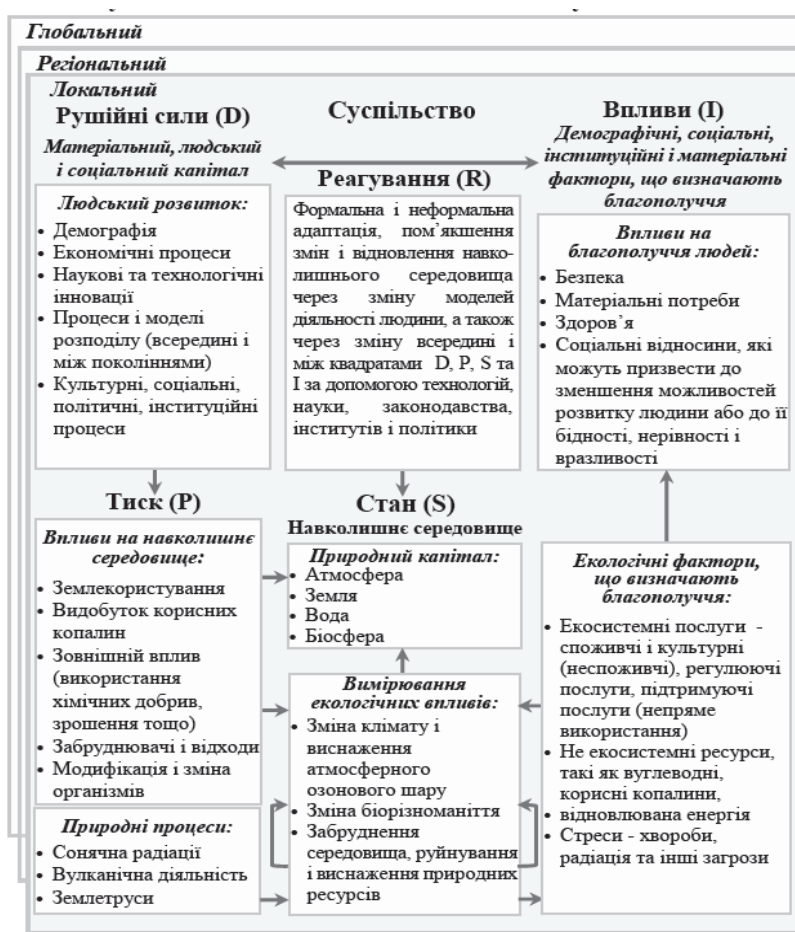 Глобальний
Регіональний
Локальний
Рушійні сили (D)
Матеріальний, людський
і соціальний капітал
Людський розвиток:
• Демографія
• Економічні процеси
• Наукові та технологічні
інновації
• Процеси і моделі
розподілу (всередині і
між поколіннями)
• Культурні, соціальні,
політичні, інституційні
процеси
Суспільство
Реагування (R)
Формальна і неформальна
адаптація, пом’якшення
змін і відновлення навко-
лишнього середовища
через зміну моделей
діяльності людини, а також
через зміну всередині і
між квадратами D, P, S та
I за допомогою технологій,
науки, законодавства,
інститутів і політики
Впливи (I)
Демографічні, соціальні,
інституційні і матеріальні
фактори, що визначають
благополуччя
Впливи на
благополуччя людей:
• Безпека
• Матеріальні потреби
• Здоров’я
• Соціальні відносини, які
можуть призвести до
зменшення можливостей
розвитку людини або до її
бідності, нерівності і
вразливості
Тиск (P)
Впливи на навколишнє
середовище:
• Землекористування
• Видобуток корисних
копалин
• Зовнішній вплив
(використання
хімічних добрив,
зрошення тощо)
• Забруднювачі і відходи
• Модифікація і зміна
організмів
Природні процеси:
• Сонячна радіації
• Вулканічна діяльність
• Землетруси
Стан (S)
Навколишнє середовище
Природний капітал:
• Атмосфера
• Земля
• Вода
• Біосфера
Вимірювання
екологічних впливів:
• Зміна клімату і
виснаження
атмосферного
озонового шару
• Зміна біорізноманіття
• Забруднення
середовища, руйнування
і виснаження природних
ресурсів
Екологічні фактори,
що визначають
благополуччя:
• Екосистемні послуги -
споживчі і культурні
(неспоживчі), регулюючі
послуги, підтримуючі
послуги (непряме
використання)
• Не екосистемні ресурси,
такі як вуглеводні,
корисні копалини,
• відновлювана енергія
• Стреси - хвороби,
радіація та інші загрози